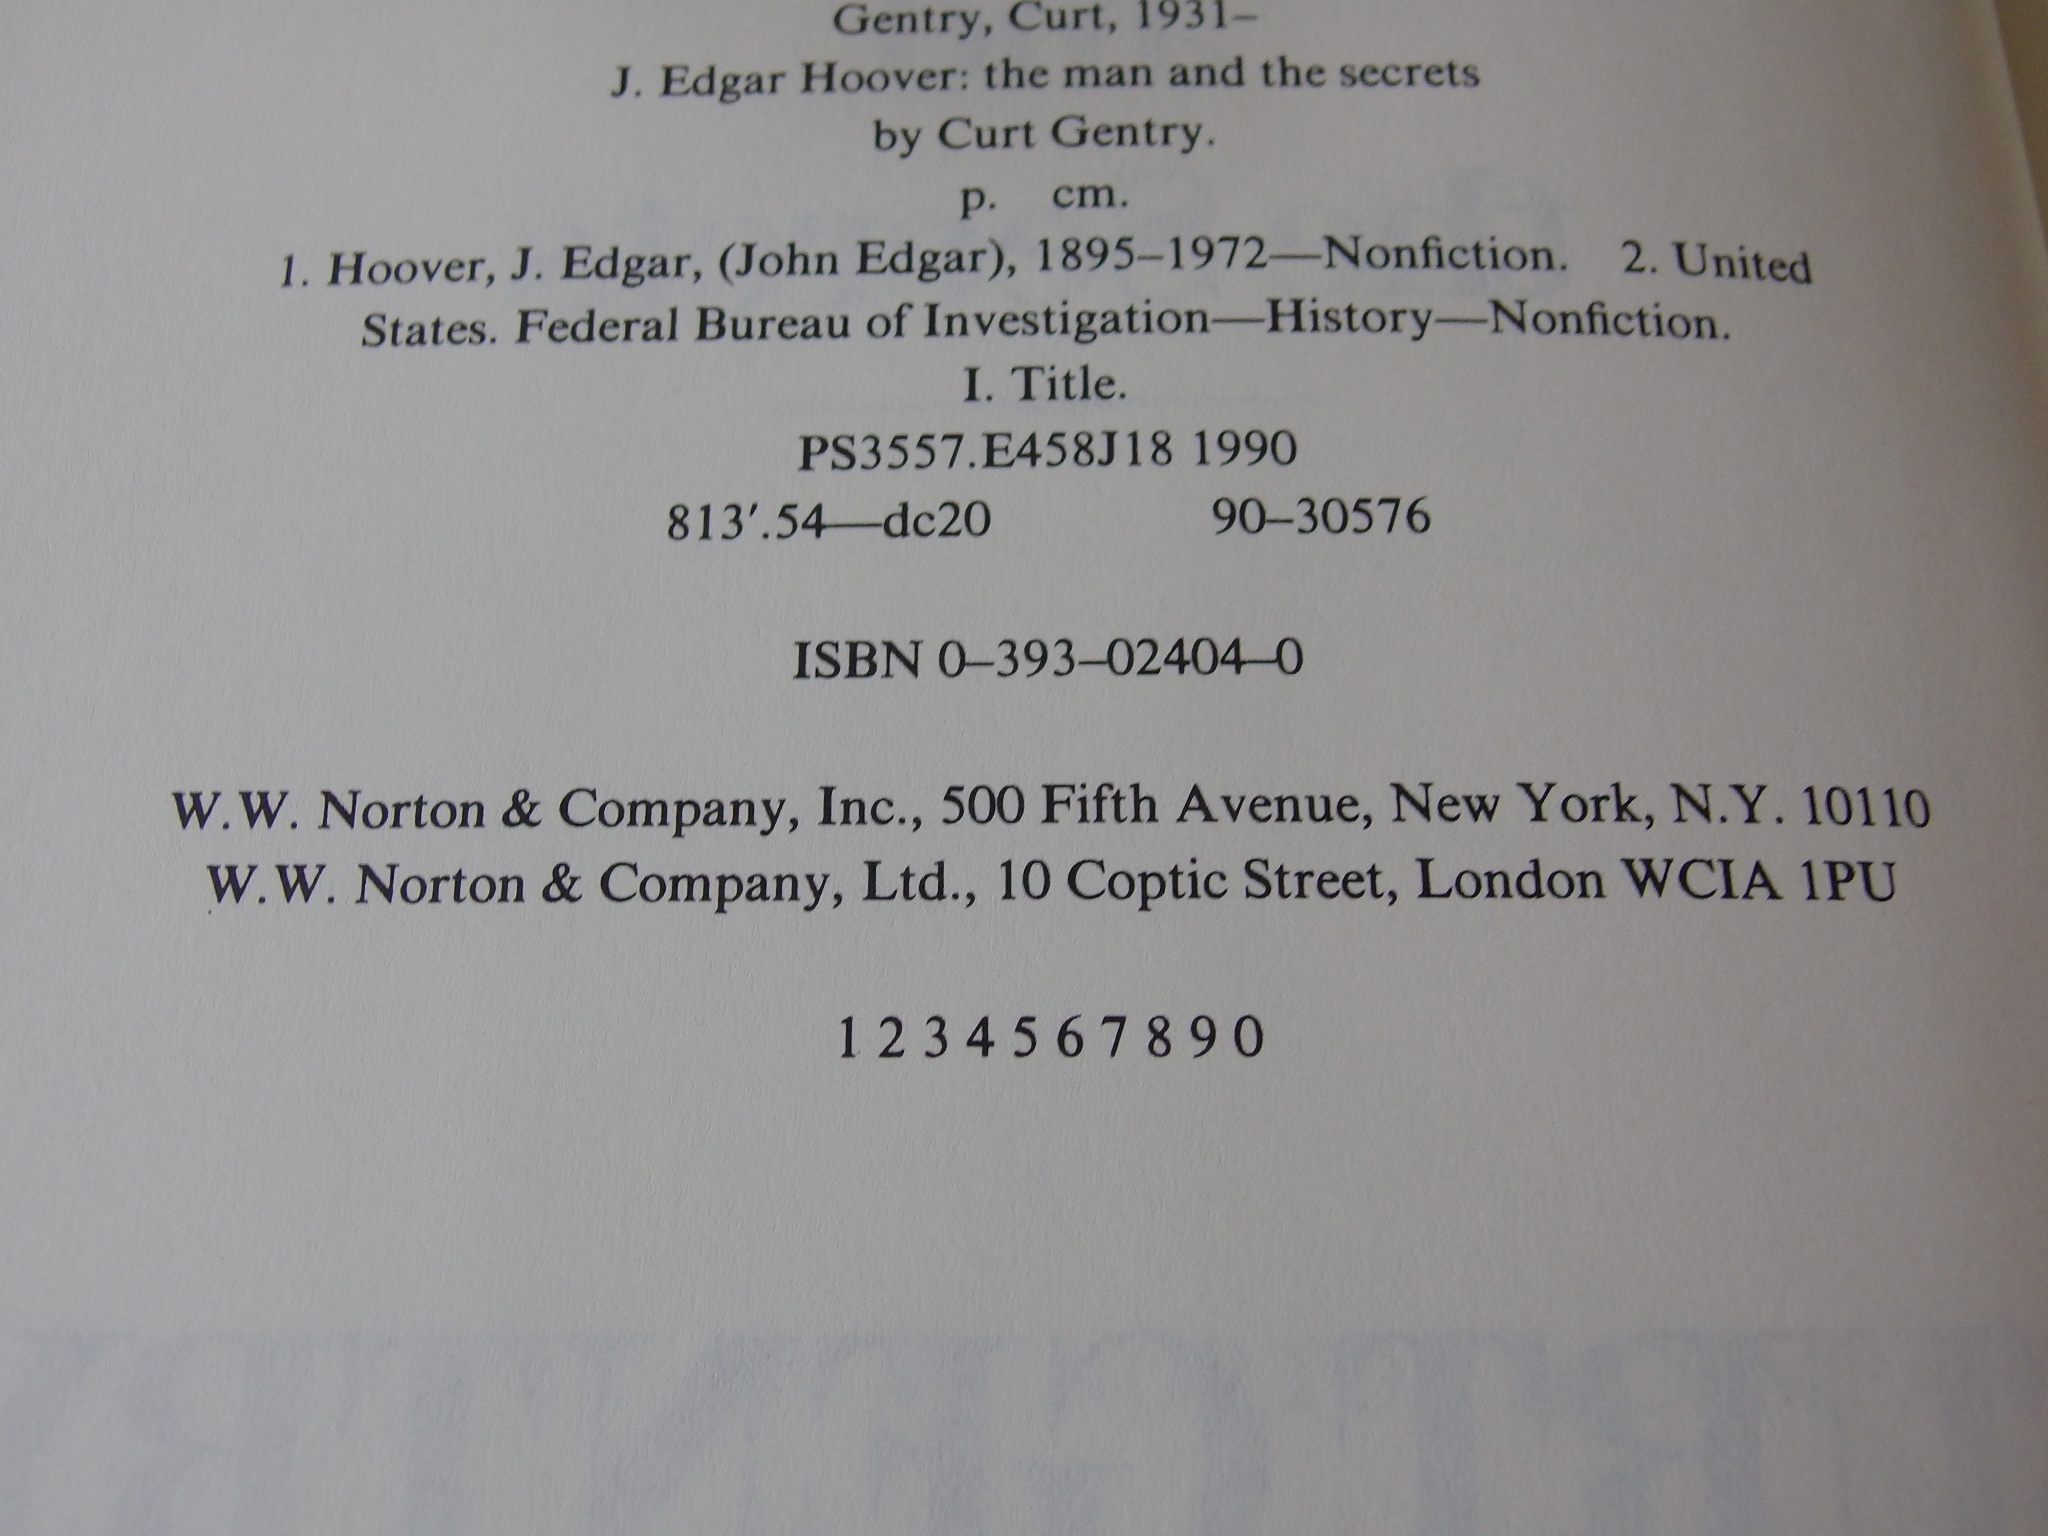 Gentry, Curt, 1931–
J. Edgar Hoover: the man and the secrets
by Curt Gentry.
p. cm.
1. Hoover, J. Edgar, (John Edgar), 1895–1972—Nonfiction. 2. United
States. Federal Bureau of Investigation—History—Nonfiction.
I. Title.
PS3557.E458J18 1990
813′.54—dc20 90–30576
ISBN 0–393–02404–0
W.W. Norton & Company, Inc., 500 Fifth Avenue, New York, N.Y. 10110
W.W. Norton & Company, Ltd., 10 Coptic Street, London WCIA 1PU
1 2 3 4 5 6 7 8 9 0